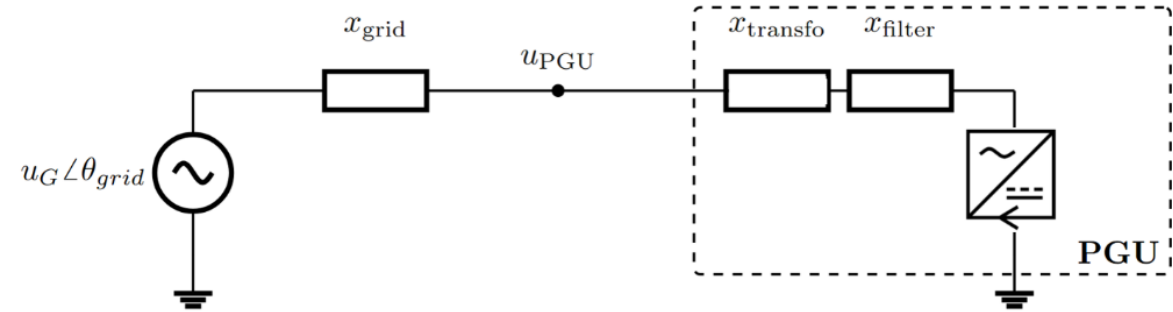 x_grid
u_PGU
x_transfo
x_filter
u_G∠θ_grid
PGU